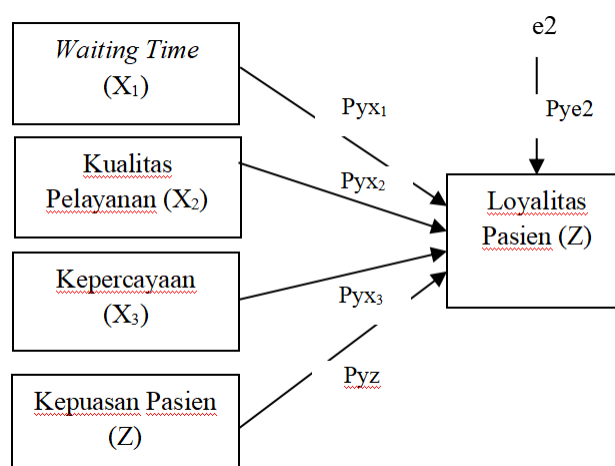 Waiting Time
(X₁)
e2
Pyx₁
Pye2
Kualitas
Pelayanan (X₂)
Pyx₂
Loyalitas
Pasien (Z)
Kepercayaan
(X₃)
Pyx₃
Pyz
Kepuasan Pasien
(Z)